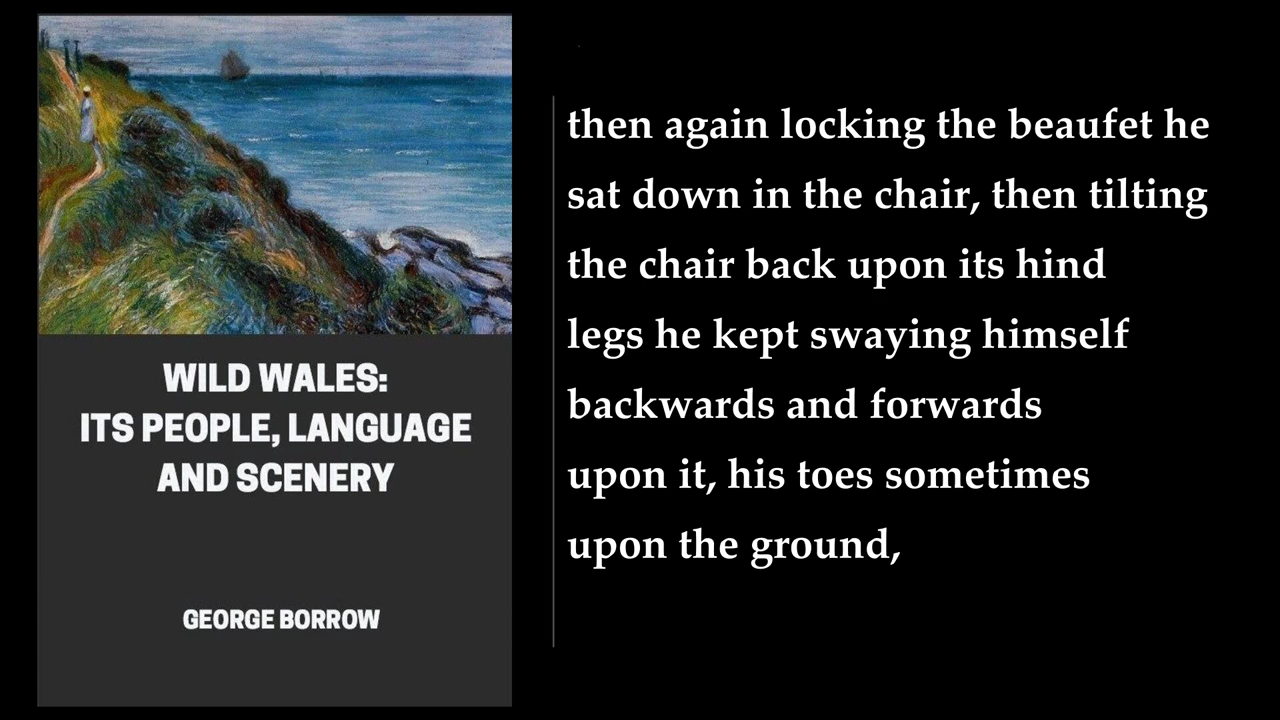 WILD WALES:
ITS PEOPLE, LANGUAGE
AND SCENERY
GEORGE BORROW
then again locking the beaufet he
sat down in the chair, then tilting
the chair back upon its hind
legs he kept swaying himself
backwards and forwards
upon it, his toes sometimes
upon the ground,